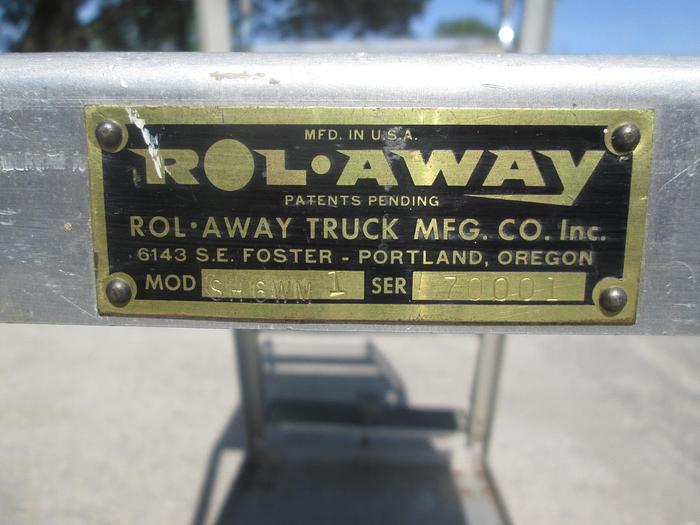 MFD. IN U.S.A.
ROL•AWAY
PATENTS PENDING
ROL•AWAY TRUCK MFG. CO. Inc.
6143 S.E. FOSTER - PORTLAND, OREGON
MOD SH6WM 1 SER 70001